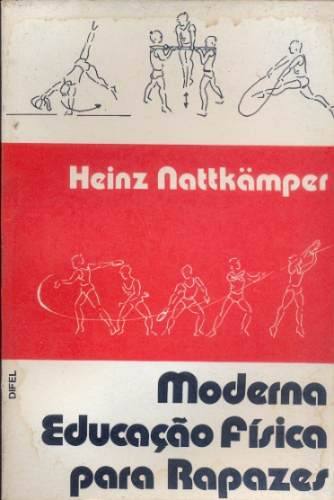 Heinz Nattkämper
DIFEL
Moderna
Educação Física
para Rapazes